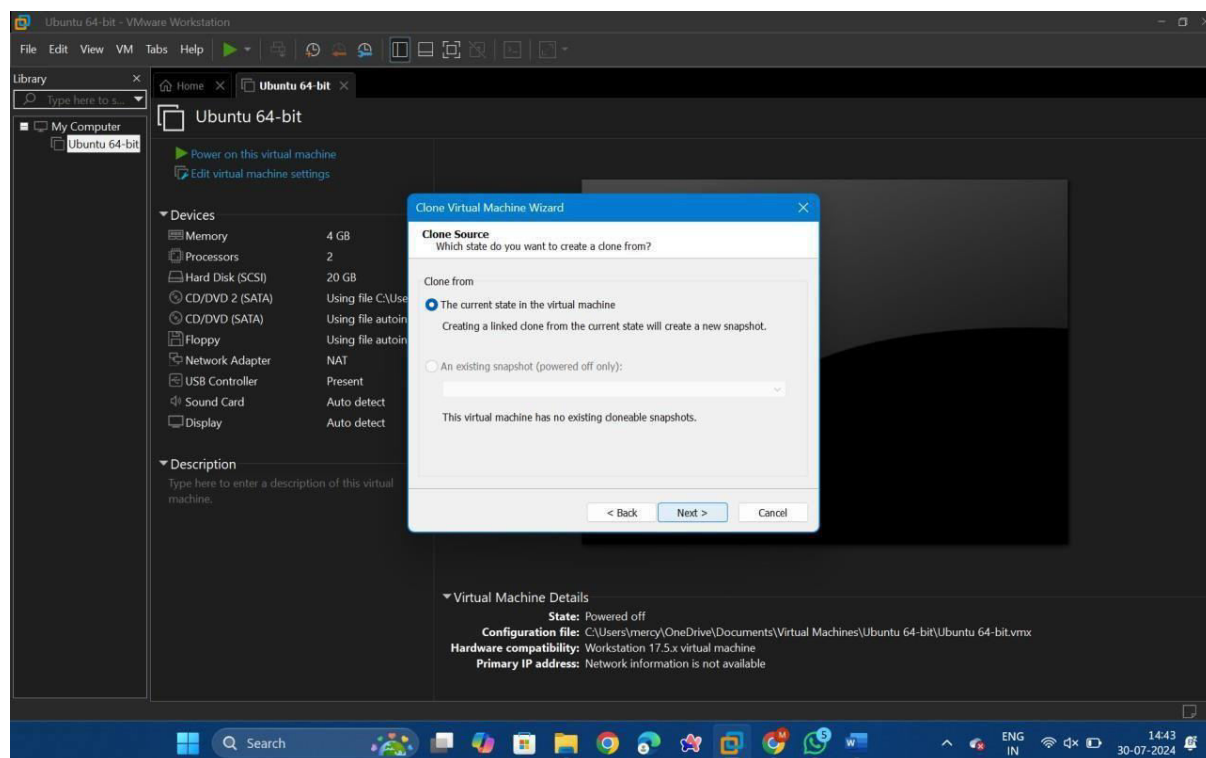 Ubuntu 64-bit - VMware Workstation
File Edit View VM Tabs Help
Library
Type here to s...
My Computer
Ubuntu 64-bit
Home
Ubuntu 64-bit
Ubuntu 64-bit
Power on this virtual machine
Edit virtual machine settings
Devices
Memory 4 GB
Processors 2
Hard Disk (SCSI) 20 GB
CD/DVD 2 (SATA) Using file C:\Use
CD/DVD (SATA) Using file autoin
Floppy Using file autoin
Network Adapter NAT
USB Controller Present
Sound Card Auto detect
Display Auto detect
Description
Type here to enter a description of this virtual
machine.
Clone Virtual Machine Wizard
Clone Source
Which state do you want to create a clone from?
Clone from
The current state in the virtual machine
Creating a linked clone from the current state will create a new snapshot.
An existing snapshot (powered off only):
This virtual machine has no existing cloneable snapshots.
< Back Next > Cancel
Virtual Machine Details
State: Powered off
Configuration file: C:\Users\mercy\OneDrive\Documents\Virtual Machines\Ubuntu 64-bit\Ubuntu 64-bit.vmx
Hardware compatibility: Workstation 17.5.x virtual machine
Primary IP address: Network information is not available
Search
ENG
IN
14:43
30-07-2024